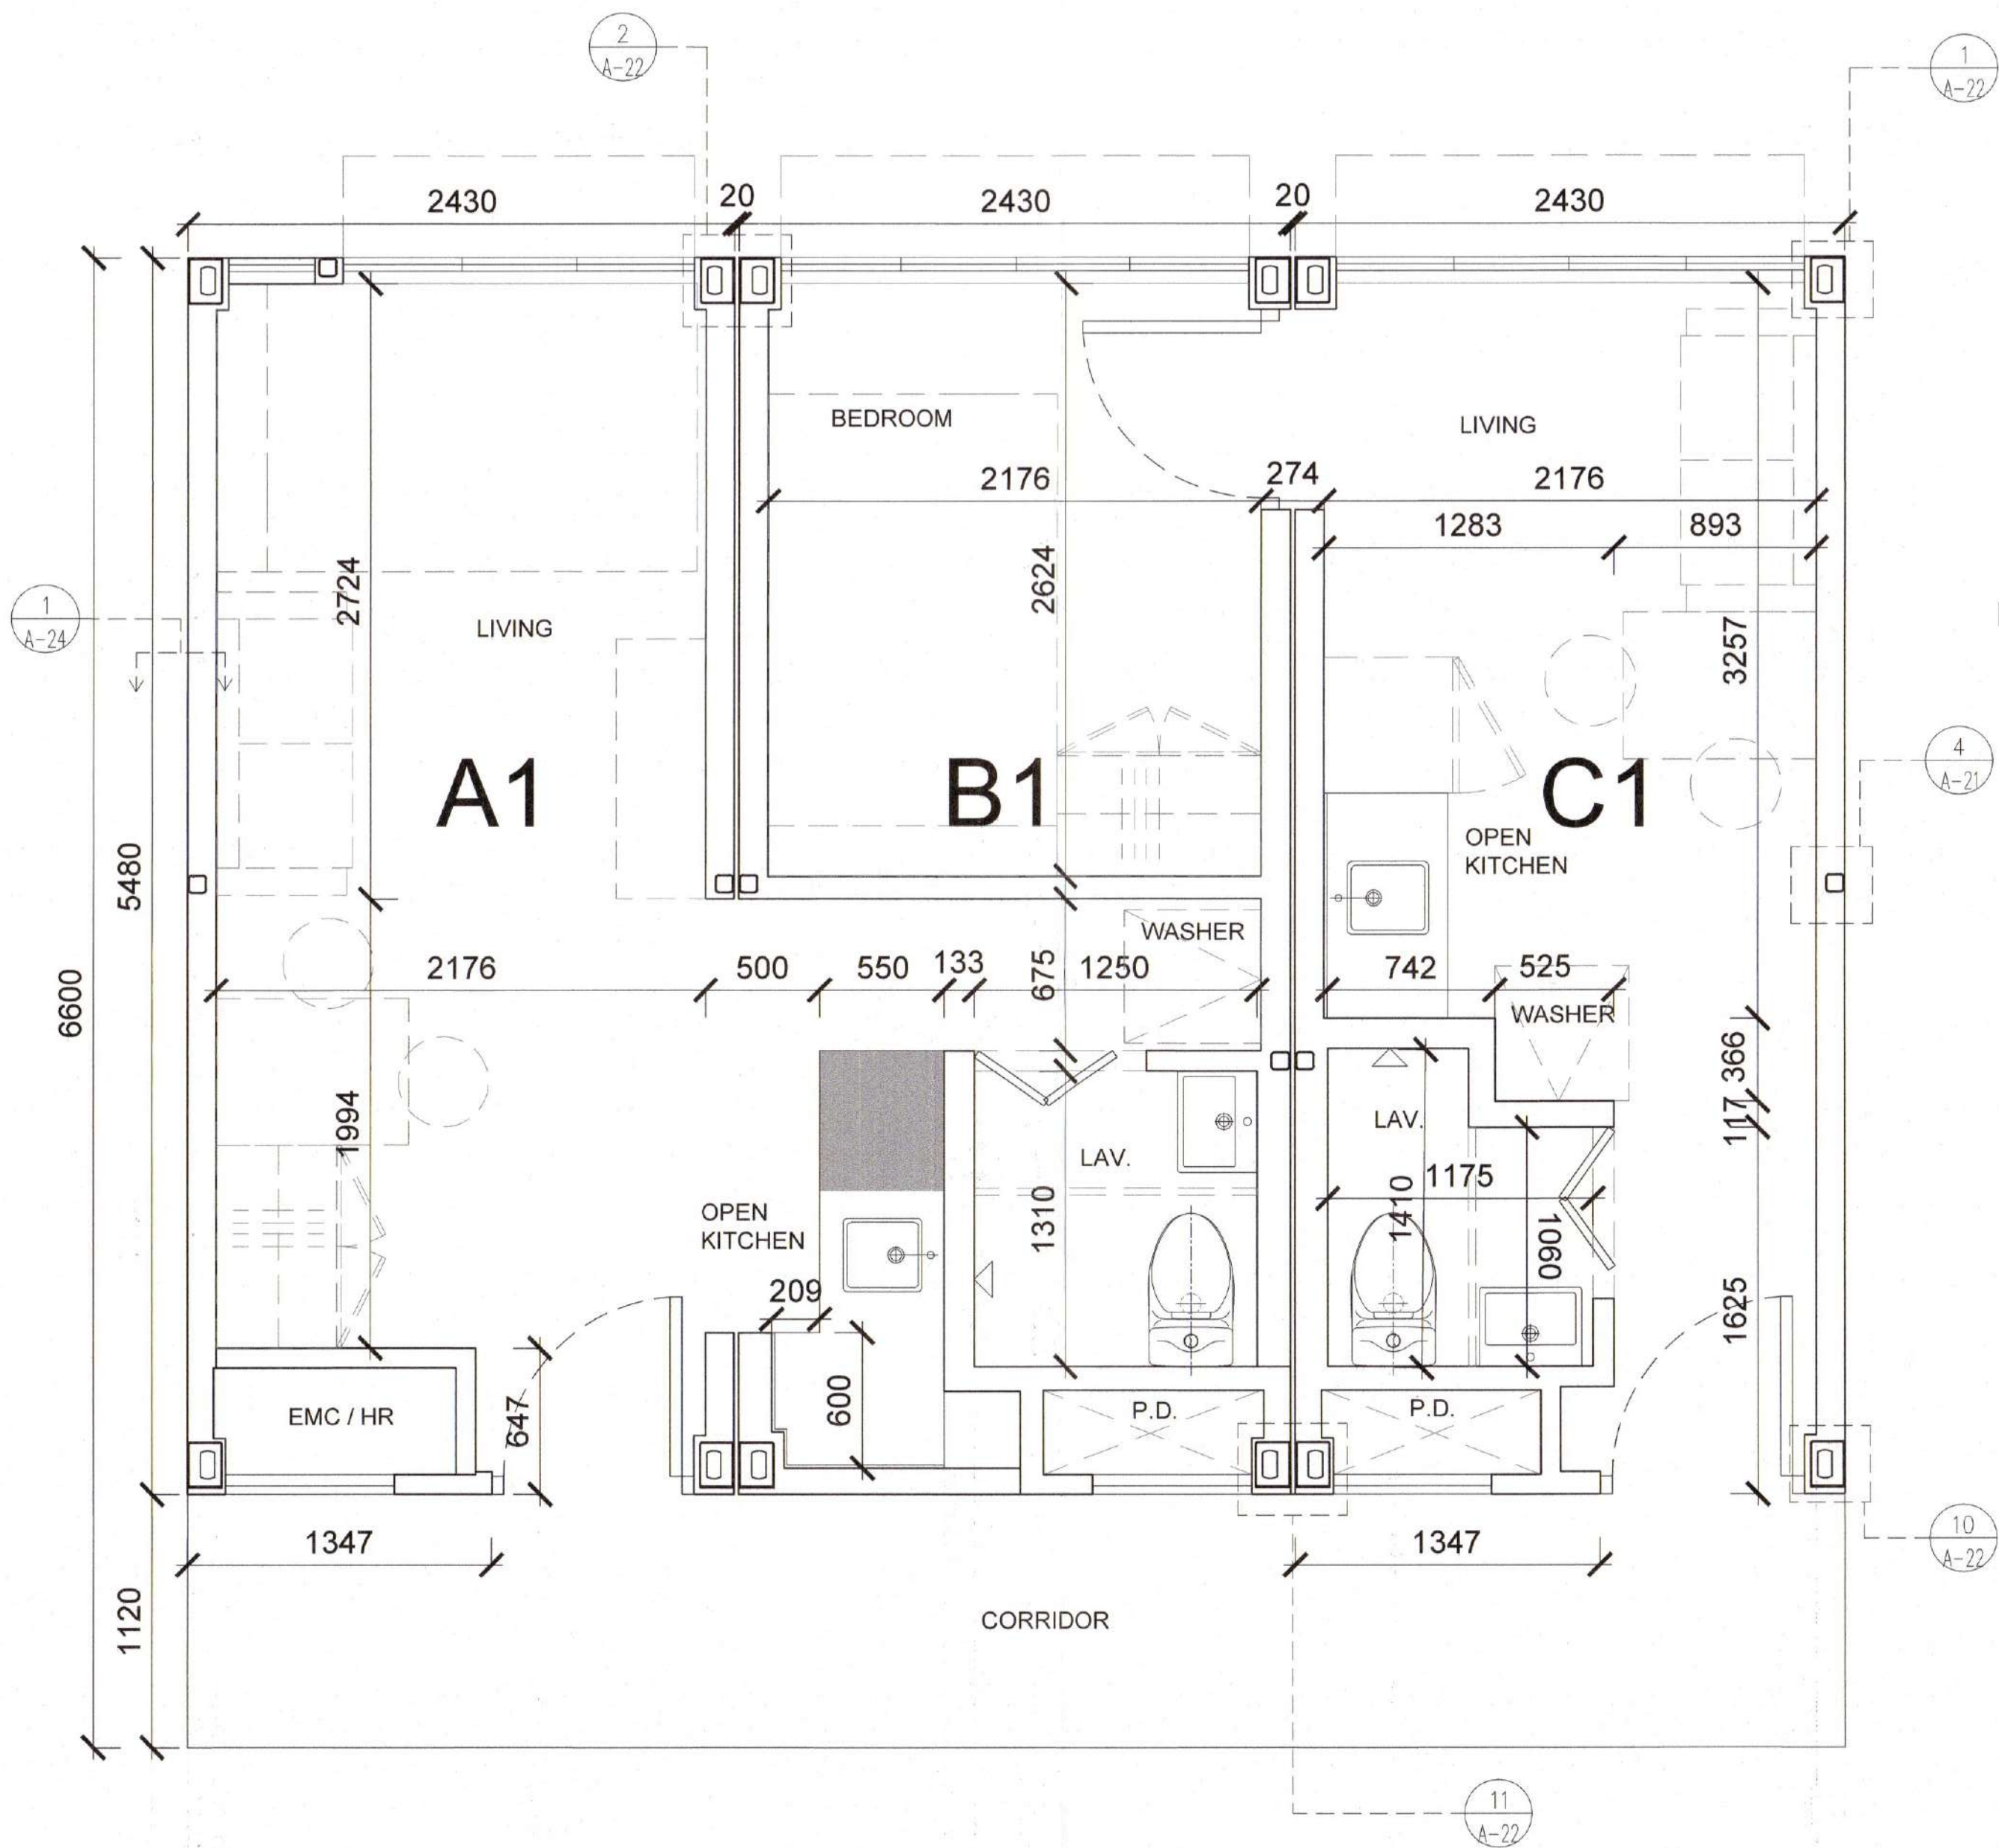 2
A-22
1
A-22
2430
20
2430
20
2430
BEDROOM
LIVING
2176
274
2176
1283
893
2724
2624
1
A-24
LIVING
3257
A1
B1
C1
4
A-21
OPEN
KITCHEN
5480
WASHER
2176
500
550
133
675
1250
742
525
6600
WASHER
366
117
1994
LAV.
LAV.
1175
1410
OPEN
KITCHEN
1310
1060
209
1625
600
EMC / HR
647
P.D.
P.D.
1347
1347
10
A-22
1120
CORRIDOR
11
A-22